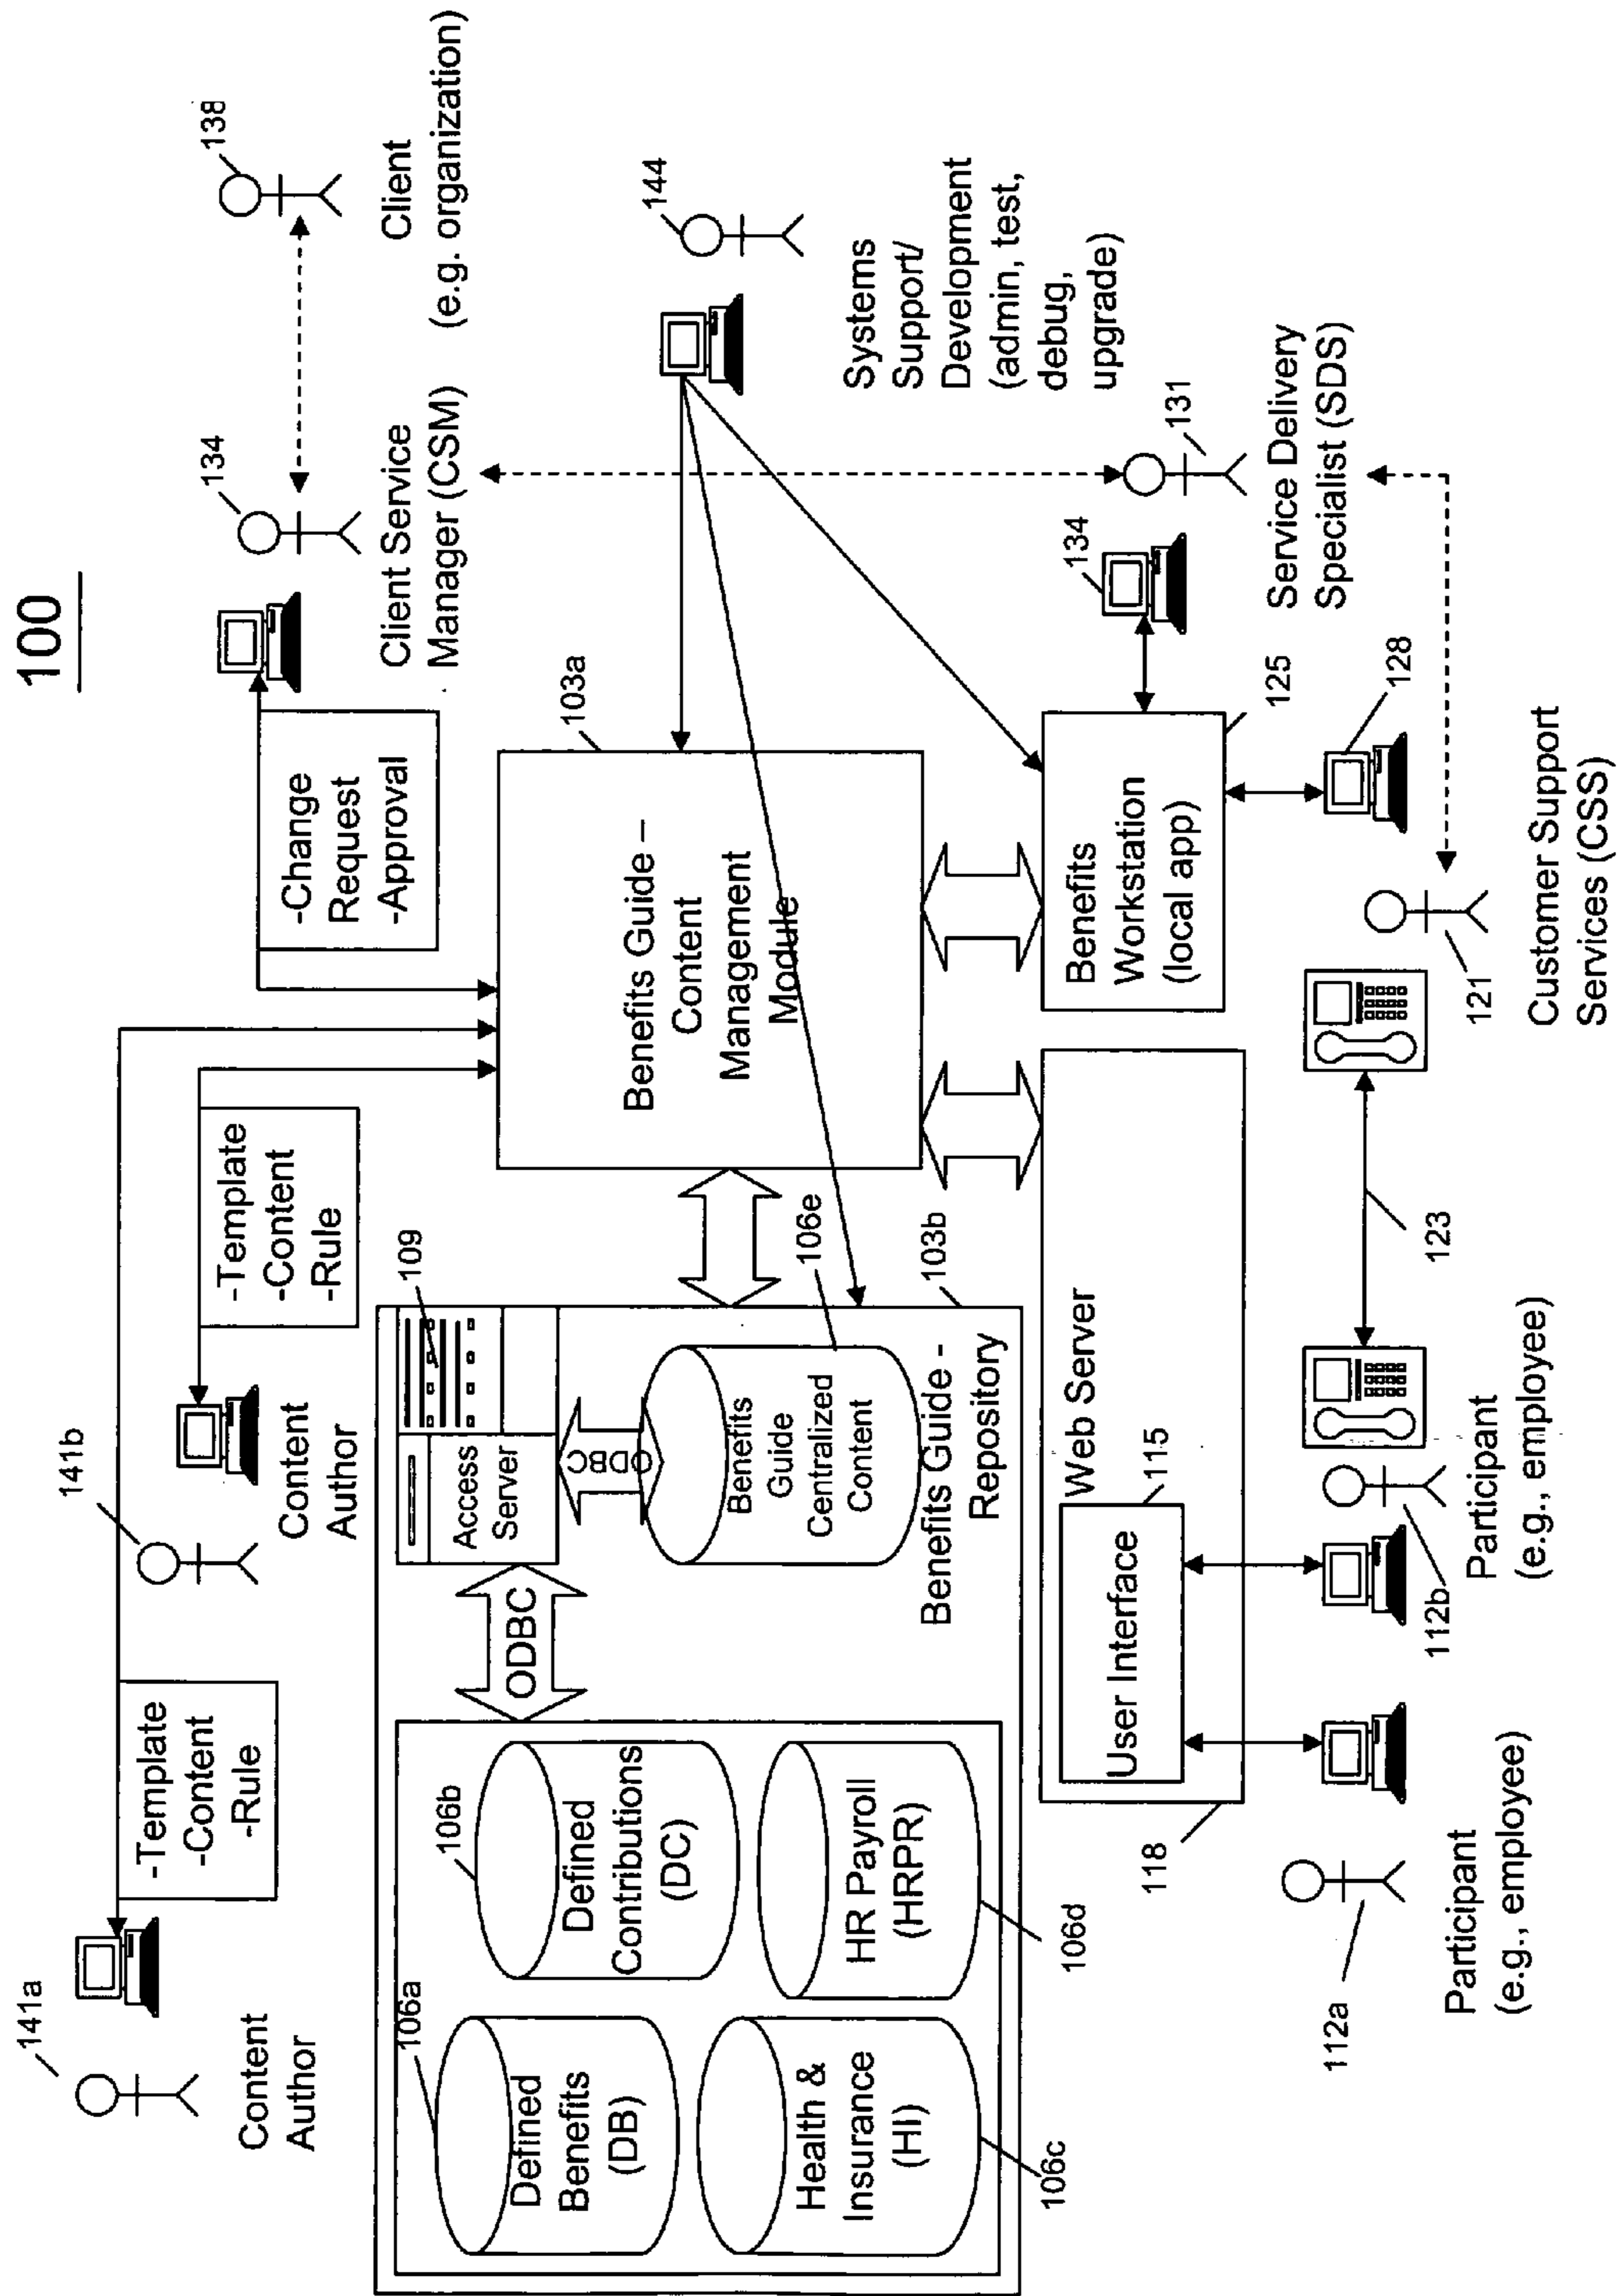 100
141a
Content
Author
-Template
-Content
-Rule
141b
Content
Author
-Template
-Content
-Rule
-Change
Request
-Approval
134
Client Service
Manager (CSM)
138
Client
(e.g. organization)
106a
Defined
Benefits
(DB)
106b
Defined
Contributions
(DC)
Health &
Insurance
(HI)
106c
HR Payroll
(HRPR)
106d
ODBC
Access
Server
109
ODBC
Benefits
Guide
Centralized
Content
106e
Benefits Guide -
Repository
103b
103a
Benefits Guide –
Content
Management
Module
144
Systems
Support/
Development
(admin, test,
debug,
upgrade)
Web Server
User Interface
115
118
Benefits
Workstation
(local app)
125
134
131
Service Delivery
Specialist (SDS)
128
112a
Participant
(e.g., employee)
112b
Participant
(e.g., employee)
123
121
Customer Support
Services (CSS)